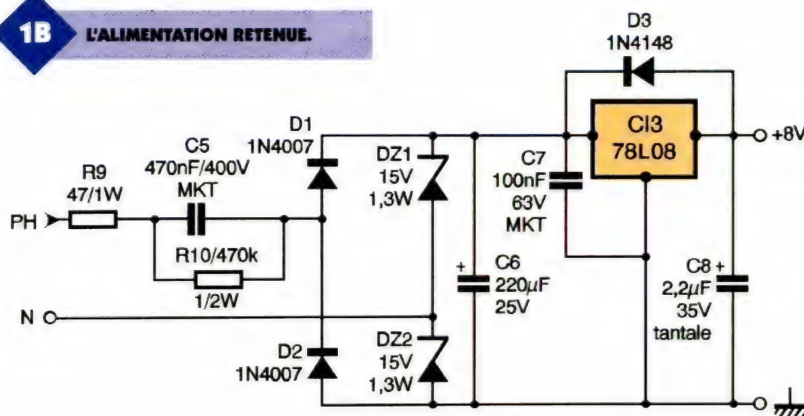 1B
L'ALIMENTATION RETENUE.
D3
1N4148
D1
1N4007
C5
470nF/400V
MKT
R9
47/1W
PH
R10/470k
1/2W
N
D2
1N4007
DZ1
15V
1,3W
DZ2
15V
1,3W
+
C6
220µF
25V
C7
100nF
63V
MKT
CI3
78L08
+8V
C8 +
2,2µF
35V
tantale